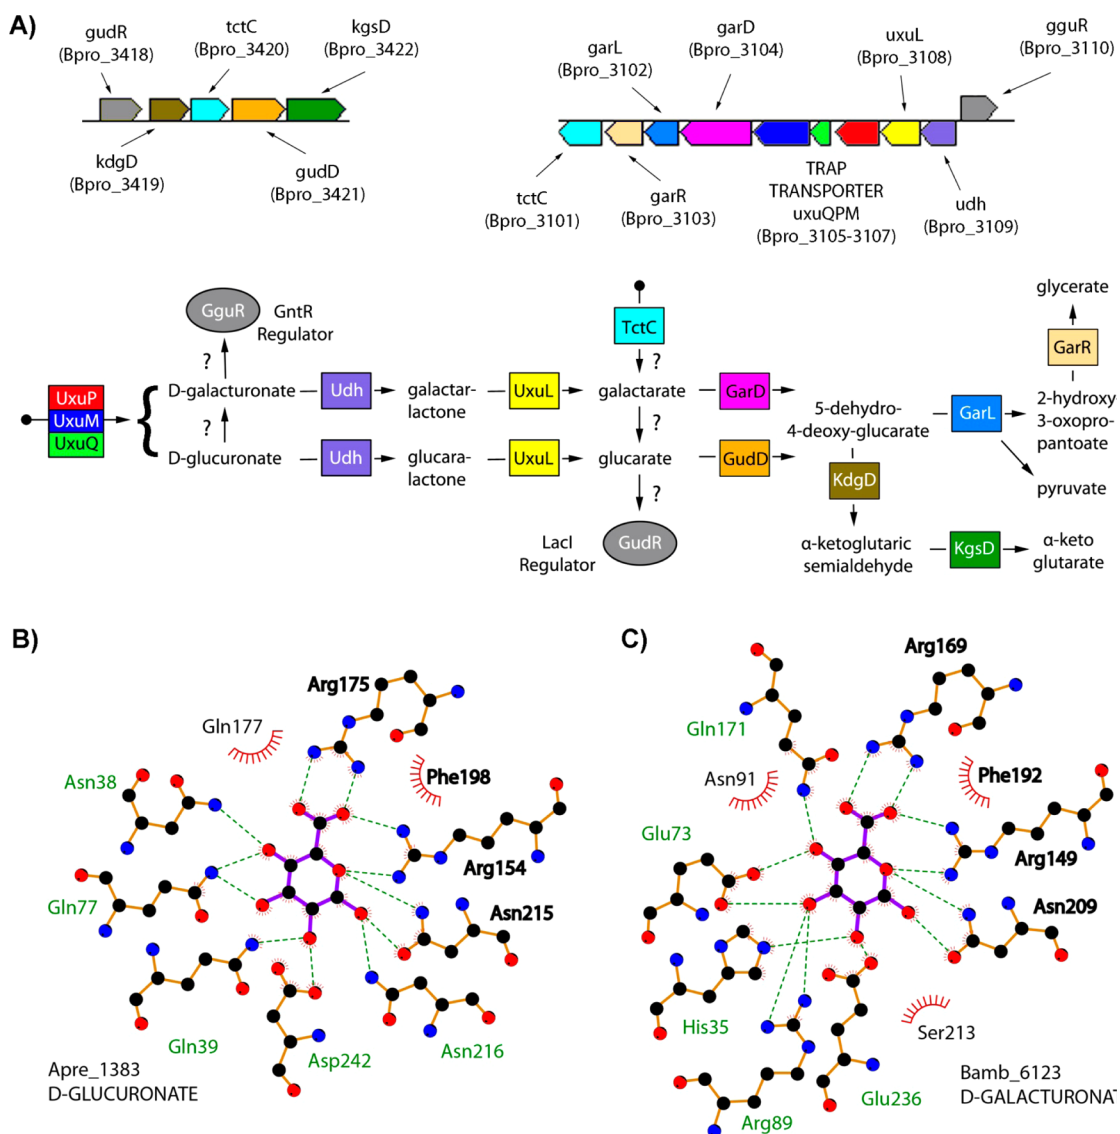 A)
gudR
(Bpro_3418)
tctC
(Bpro_3420)
kgsD
(Bpro_3422)
kdgD
(Bpro_3419)
gudD
(Bpro_3421)
garL
(Bpro_3102)
garD
(Bpro_3104)
uxuL
(Bpro_3108)
gguR
(Bpro_3110)
tctC
(Bpro_3101)
garR
(Bpro_3103)
TRAP
TRANSPORTER
uxuQPM
(Bpro_3105-3107)
udh
(Bpro_3109)
GguR
GntR
Regulator
?
UxuP
UxuM
UxuQ
{
D-galacturonate
Udh
galactar-
lactone
UxuL
TctC
?
galactarate
GarD
?
D-glucuronate
Udh
glucara-
lactone
UxuL
?
glucarate
GudD
5-dehydro-
4-deoxy-glucarate
GarL
glycerate
GarR
2-hydroxy
3-oxopro-
pantoate
pyruvate
?
LacI
Regulator
GudR
KdgD
α-ketoglutaric
semialdehyde
KgsD
α-keto
glutarate
B)
Arg175
Gln177
Phe198
Asn38
Arg154
Gln77
Asn215
Gln39
Asp242
Asn216
Apre_1383
D-GLUCURONATE
C)
Arg169
Gln171
Asn91
Phe192
Glu73
Arg149
Asn209
His35
Ser213
Arg89
Glu236
Bamb_6123
D-GALACTURONAT